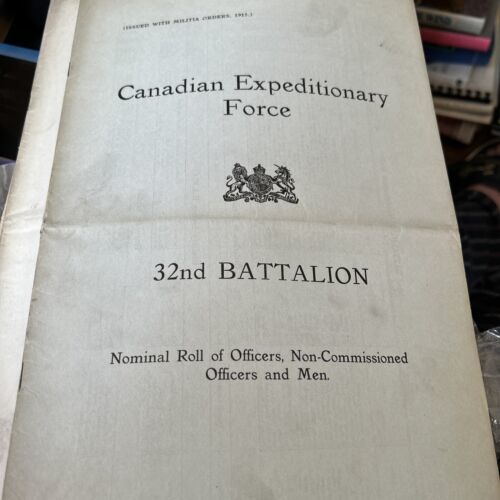 (ISSUED WITH MILITIA ORDERS, 1915.)
Canadian Expeditionary
Force
32nd BATTALION
Nominal Roll of Officers, Non-Commissioned
Officers and Men.